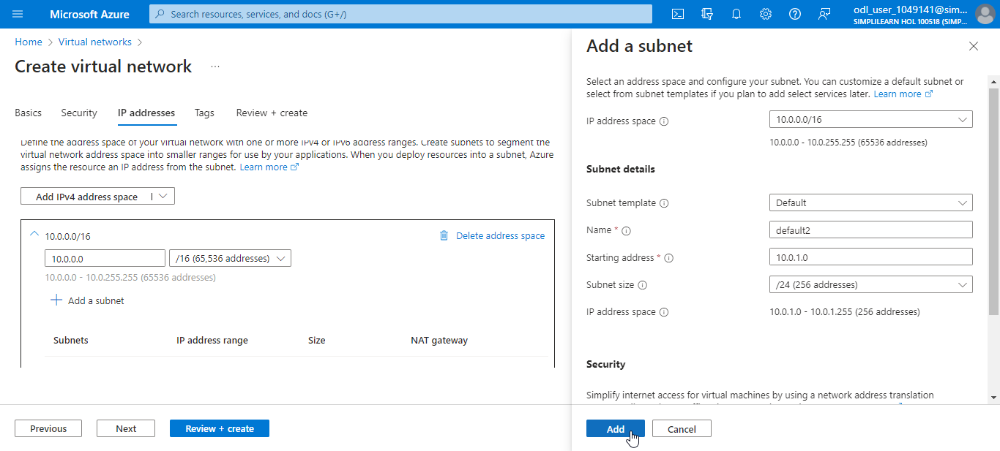 Microsoft Azure
Search resources, services, and docs (G+/)
odl_user_1049141@sim...
SIMPLILEARN HOL 100518 (SIMP...
Home > Virtual networks >
Create virtual network ...
Basics Security IP addresses Tags Review + create
Define the address space of your virtual network with one or more IPv4 or IPv6 address ranges. Create subnets to segment the
virtual network address space into smaller ranges for use by your applications. When you deploy resources into a subnet, Azure
assigns the resource an IP address from the subnet. Learn more
Add IPv4 address space
10.0.0.0/16
Delete address space
10.0.0.0
/16 (65,536 addresses)
10.0.0.0 - 10.0.255.255 (65536 addresses)
+ Add a subnet
Subnets IP address range Size NAT gateway
Previous
Next
Review + create
Add a subnet
Select an address space and configure your subnet. You can customize a default subnet or
select from subnet templates if you plan to add select services later. Learn more
IP address space
10.0.0.0/16
10.0.0.0 - 10.0.255.255 (65536 addresses)
Subnet details
Subnet template
Default
Name *
default2
Starting address *
10.0.1.0
Subnet size
/24 (256 addresses)
IP address space
10.0.1.0 - 10.0.1.255 (256 addresses)
Security
Simplify internet access for virtual machines by using a network address translation
Add
Cancel